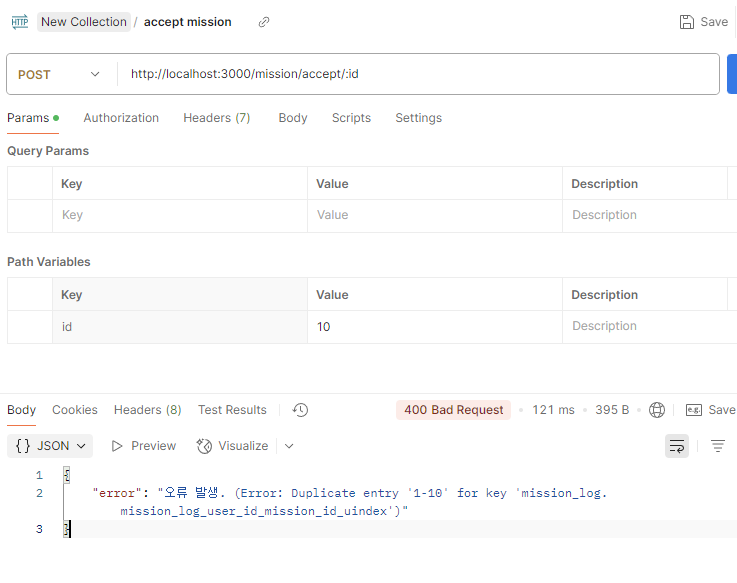 HTTP New Collection / accept mission Save
POST http://localhost:3000/mission/accept/:id
Params Authorization Headers (7) Body Scripts Settings
Query Params
Key Value Description
Key Value Description
Path Variables
Key Value Description
id 10 Description
Body Cookies Headers (8) Test Results 400 Bad Request • 121 ms • 395 B e.g. Save
{} JSON Preview Visualize
1 {
2 "error": "오류 발생. (Error: Duplicate entry '1-10' for key 'mission_log.
mission_log_user_id_mission_id_uindex')"
3 }